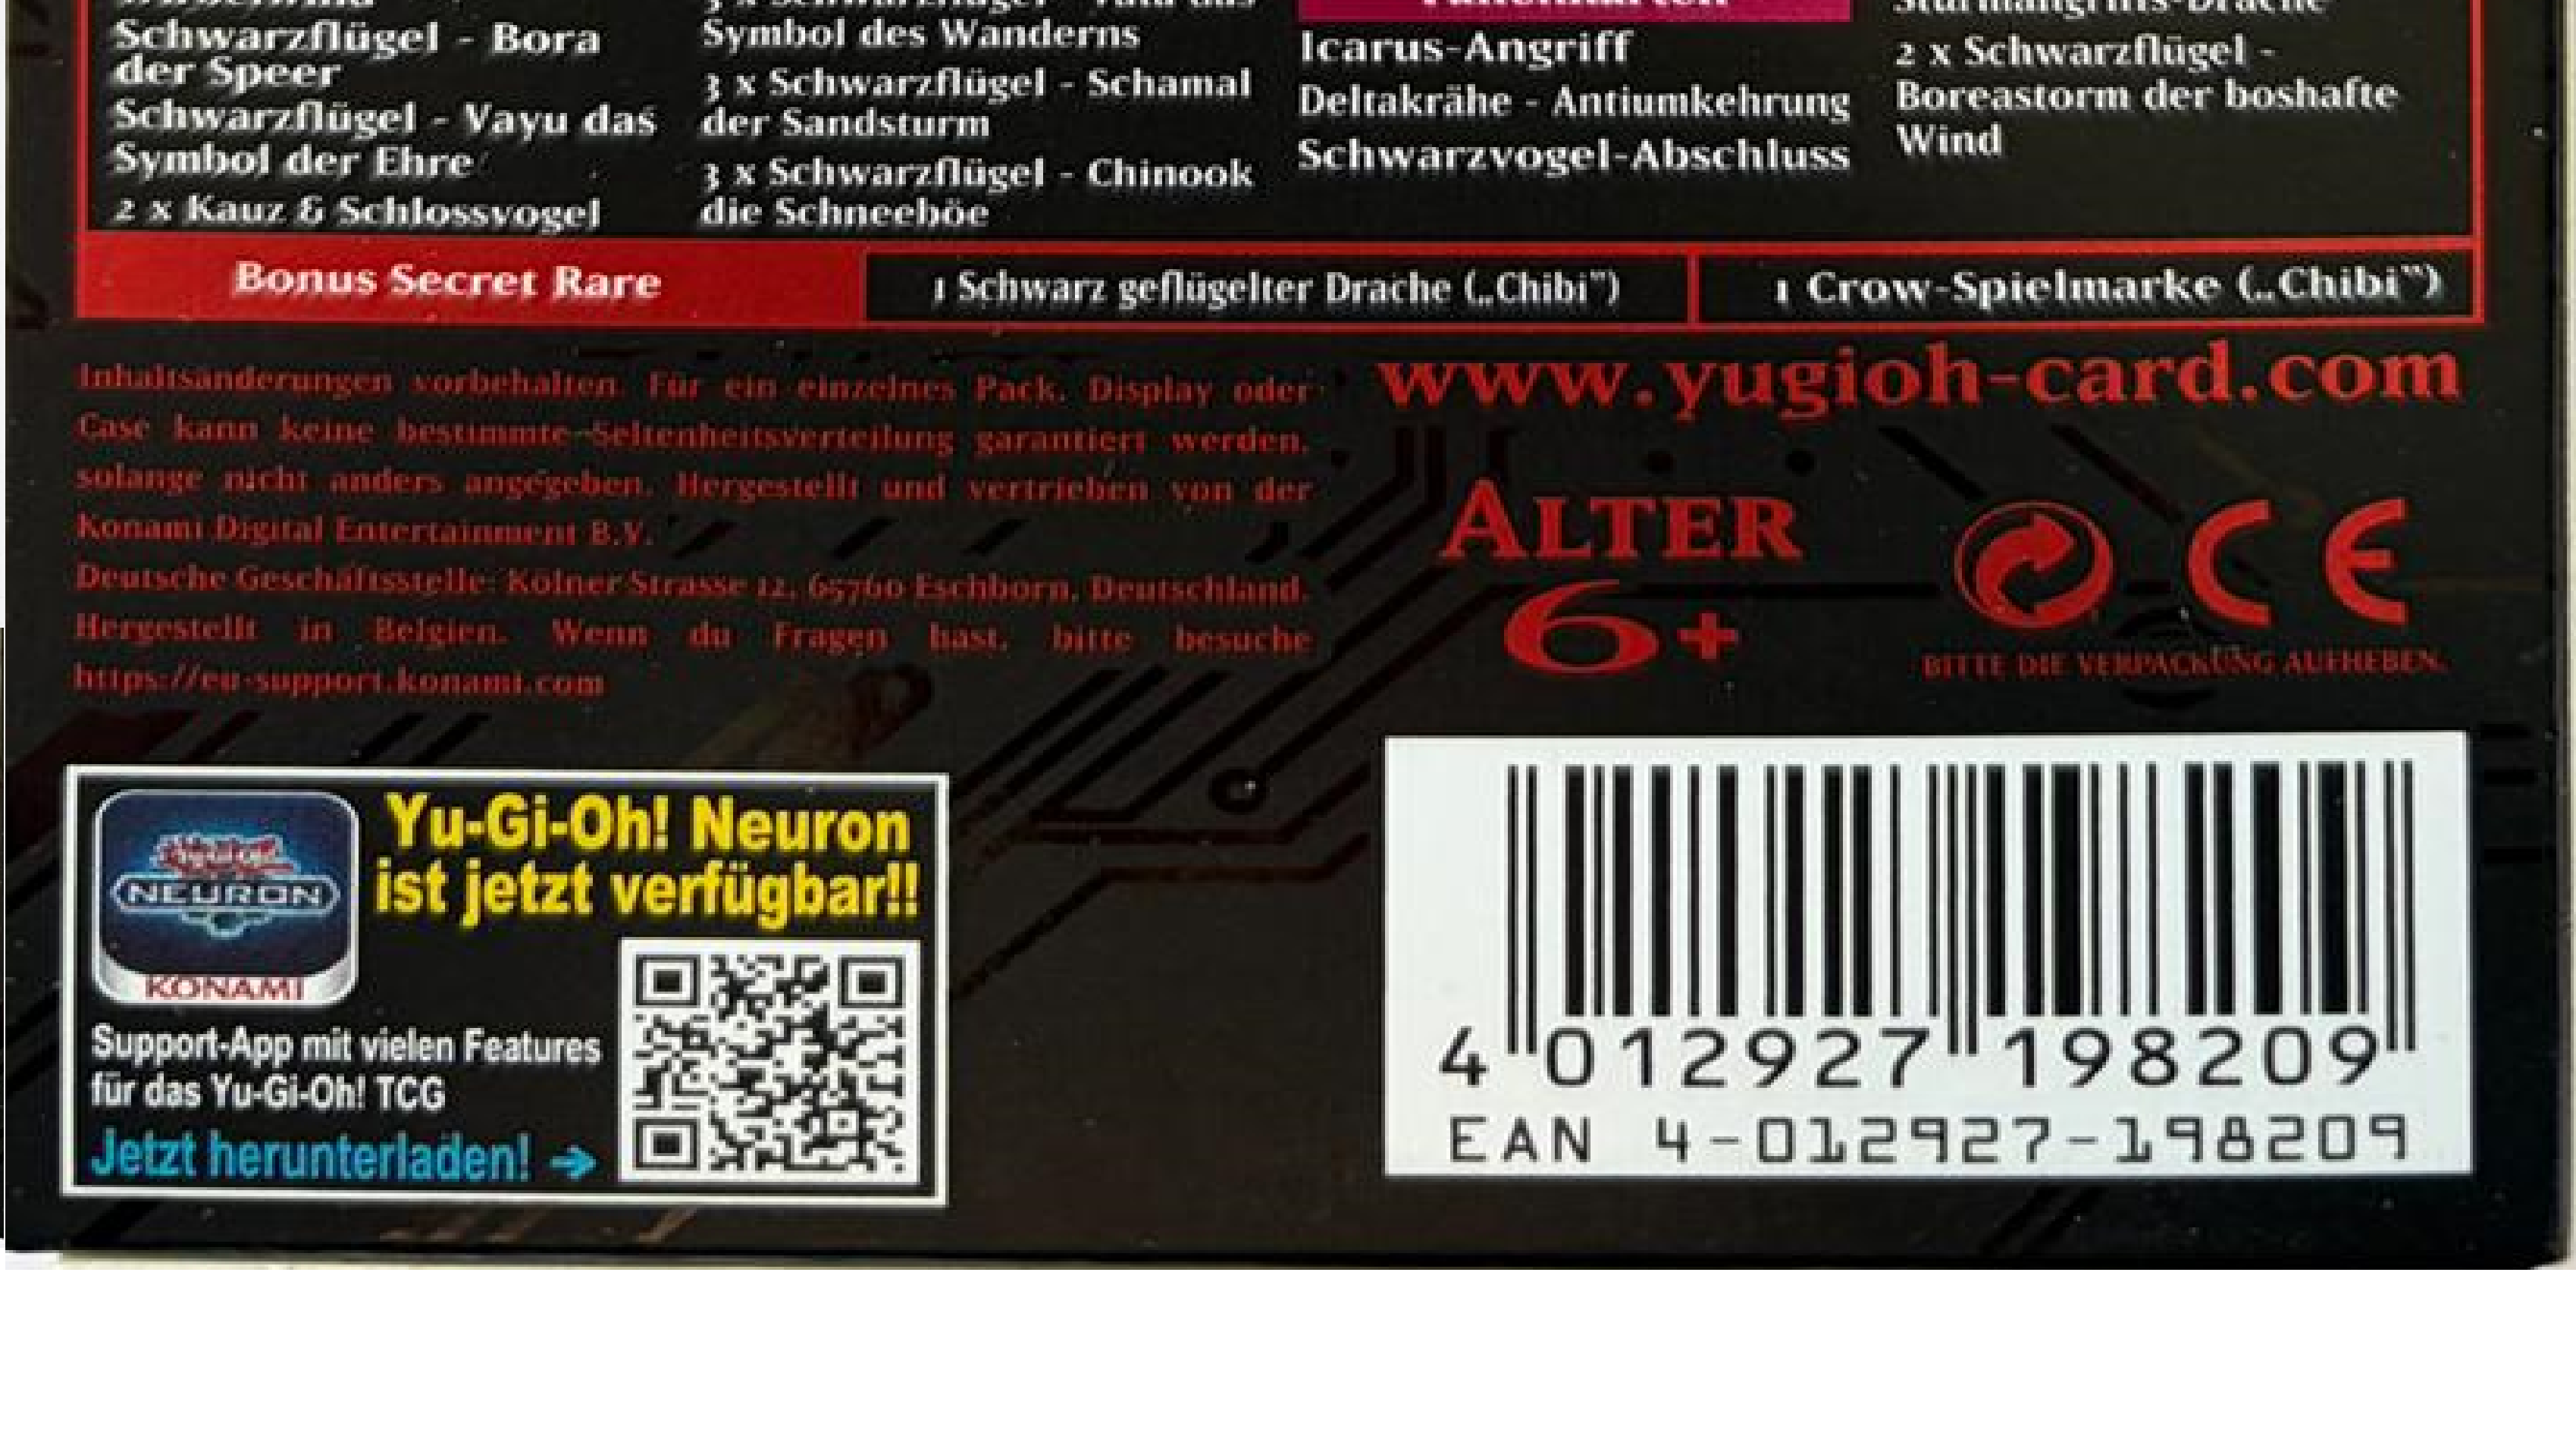 Schwarzflügel - Bora
der Speer
Schwarzflügel - Vayu das
Symbol der Ehre
2 x Kauz & Schlossvogel
Symbol des Wanderns
3 x Schwarzflügel - Schamal
der Sandsturm
3 x Schwarzflügel - Chinook
die Schneeböe
Icarus-Angriff
Deltakrähe - Antiumkehrung
Schwarzvogel-Abschluss
Sturmangriffs-Drache
2 x Schwarzflügel -
Boreastorm der boshafte
Wind
Bonus Secret Rare
1 Schwarz geflügelter Drache („Chibi”)
1 Crow-Spielmarke („Chibi”)
Inhaltsänderungen vorbehalten. Für ein einzelnes Pack, Display oder
Case kann keine bestimmte Seltenheitsverteilung garantiert werden,
solange nicht anders angegeben. Hergestellt und vertrieben von der
Konami Digital Entertainment B.V.
Deutsche Geschäftsstelle: Kölner Strasse 12, 65760 Eschborn, Deutschland.
Hergestellt in Belgien. Wenn du Fragen hast, bitte besuche
https://eu-support.konami.com
www.yugioh-card.com
ALTER
6+
CE
BITTE DIE VERPACKUNG AUFHEBEN.
NEURON
KONAMI
Yu-Gi-Oh! Neuron
ist jetzt verfügbar!!
Support-App mit vielen Features
für das Yu-Gi-Oh! TCG
Jetzt herunterladen! →
4 012927 198209
EAN 4-012927-198209